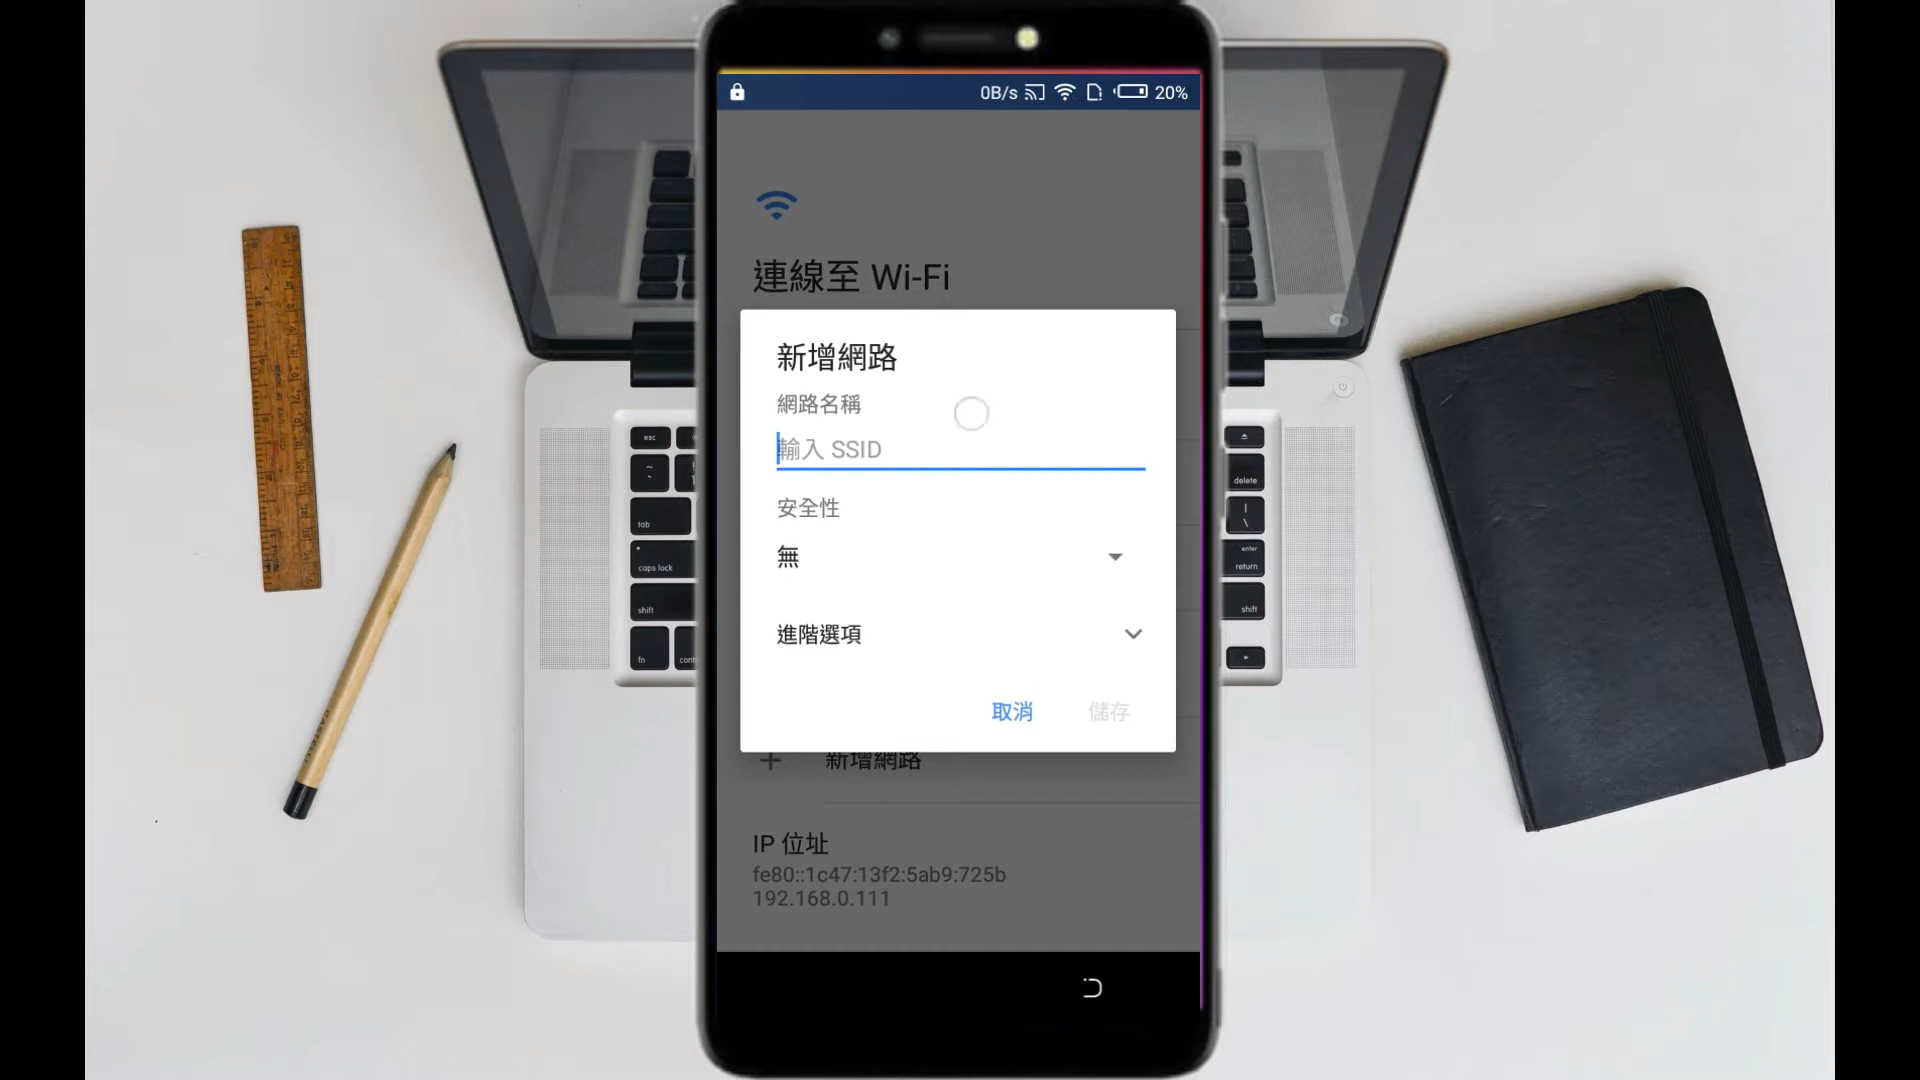 0B/s 20%
連線至 Wi-Fi
新增網路
網路名稱
輸入 SSID
安全性
無
進階選項
取消 儲存
新增網路
IP 位址
fe80::1c47:13f2:5ab9:725b
192.168.0.111
esc
delete
tab
caps lock
enter
return
shift
shift
fn